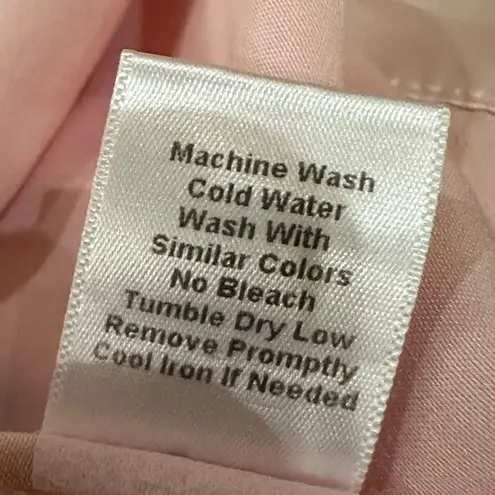 Machine Wash
Cold Water
Wash With
Similar Colors
No Bleach
Tumble Dry Low
Remove Promptly
Cool Iron If Needed